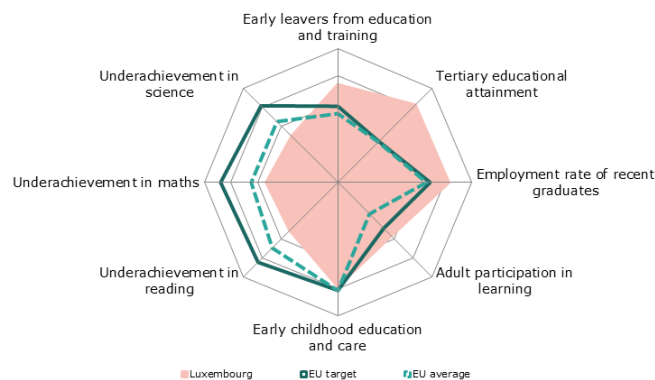 Early leavers from education
and training
Underachievement in
science
Tertiary educational
attainment
Underachievement in maths
Employment rate of recent
graduates
Underachievement in
reading
Adult participation in
learning
Early childhood education
and care
Luxembourg EU target EU average